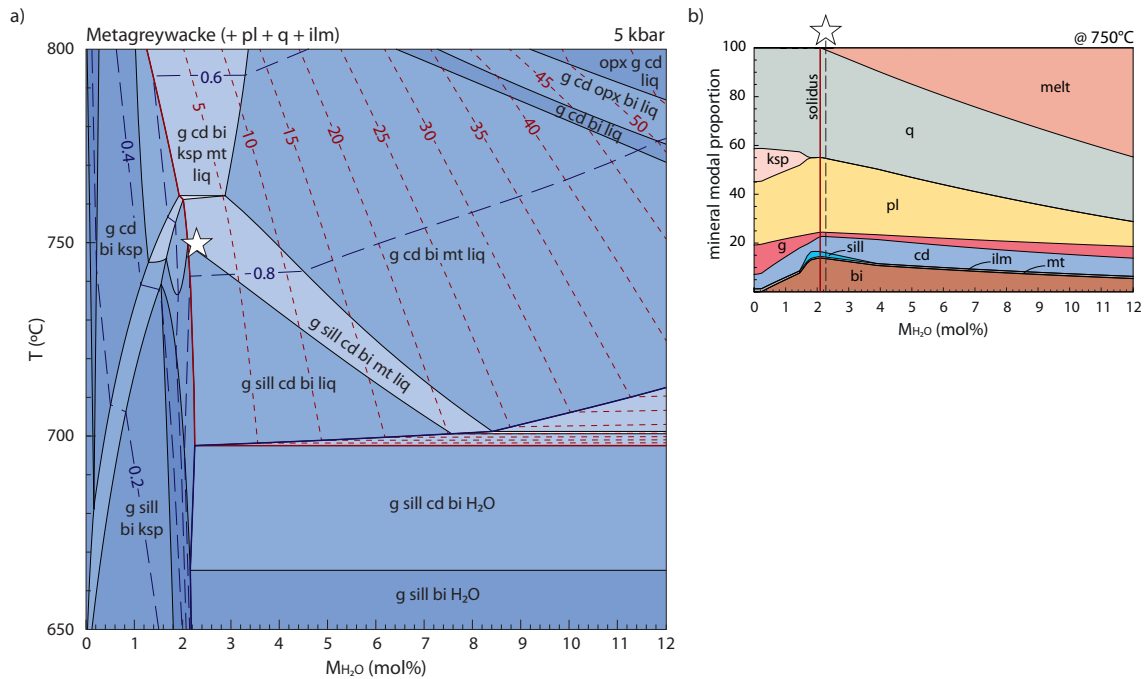 a)
Metagreywacke (+ pl + q + ilm)
5 kbar
800
750
700
650
T (ºC)
0.6
0.4
0.8
0.2
5
10
15
20
25
30
35
40
45
50
opx g cd
liq
g cd opx bi liq
g cd bi liq
g cd bi
ksp mt
liq
g cd
bi ksp
g cd bi mt liq
g sill cd bi mt liq
g sill cd bi liq
g sill cd bi H₂O
g sill
bi ksp
g sill bi H₂O
0 1 2 3 4 5 6 7 8 9 10 11 12
MH₂O (mol%)
b)
@ 750°C
mineral modal proportion
100
80
60
40
20
solidus
melt
q
ksp
pl
g
sill
cd
ilm
mt
bi
0 1 2 3 4 5 6 7 8 9 10 11 12
MH₂O (mol%)